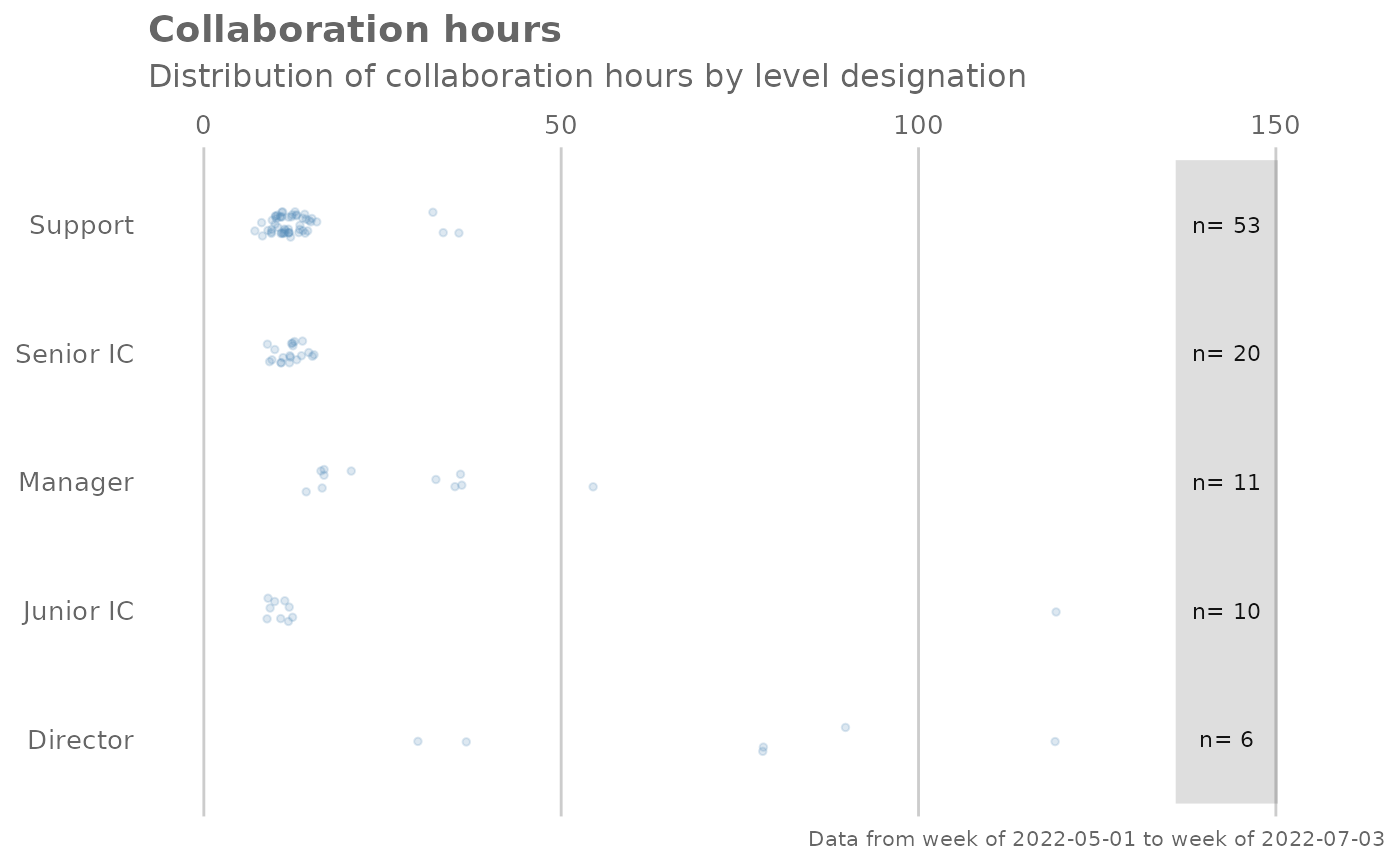 Collaboration hours
Distribution of collaboration hours by level designation
0 50 100 150
Support n= 53
Senior IC n= 20
Manager n= 11
Junior IC n= 10
Director n= 6
Data from week of 2022-05-01 to week of 2022-07-03